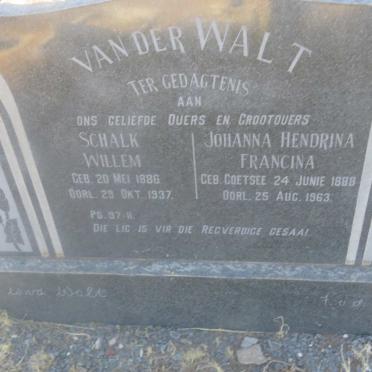 VAN DER WALT
TER GEDAGTENIS
AAN
ONS GELIEFDE OUERS EN GROOTOUERS
SCHALK
WILLEM
GEB. 20 MEI 1886
OORL. 29 OKT. 1937.
JOHANNA HENDRINA
FRANCINA
GEB. COETSEE 24 JUNIE 1888
OORL. 25 AUG. 1963.
PS. 97-11.
DIE LIG IS VIR DIE REGVERDIGE GESAAI.
Walt